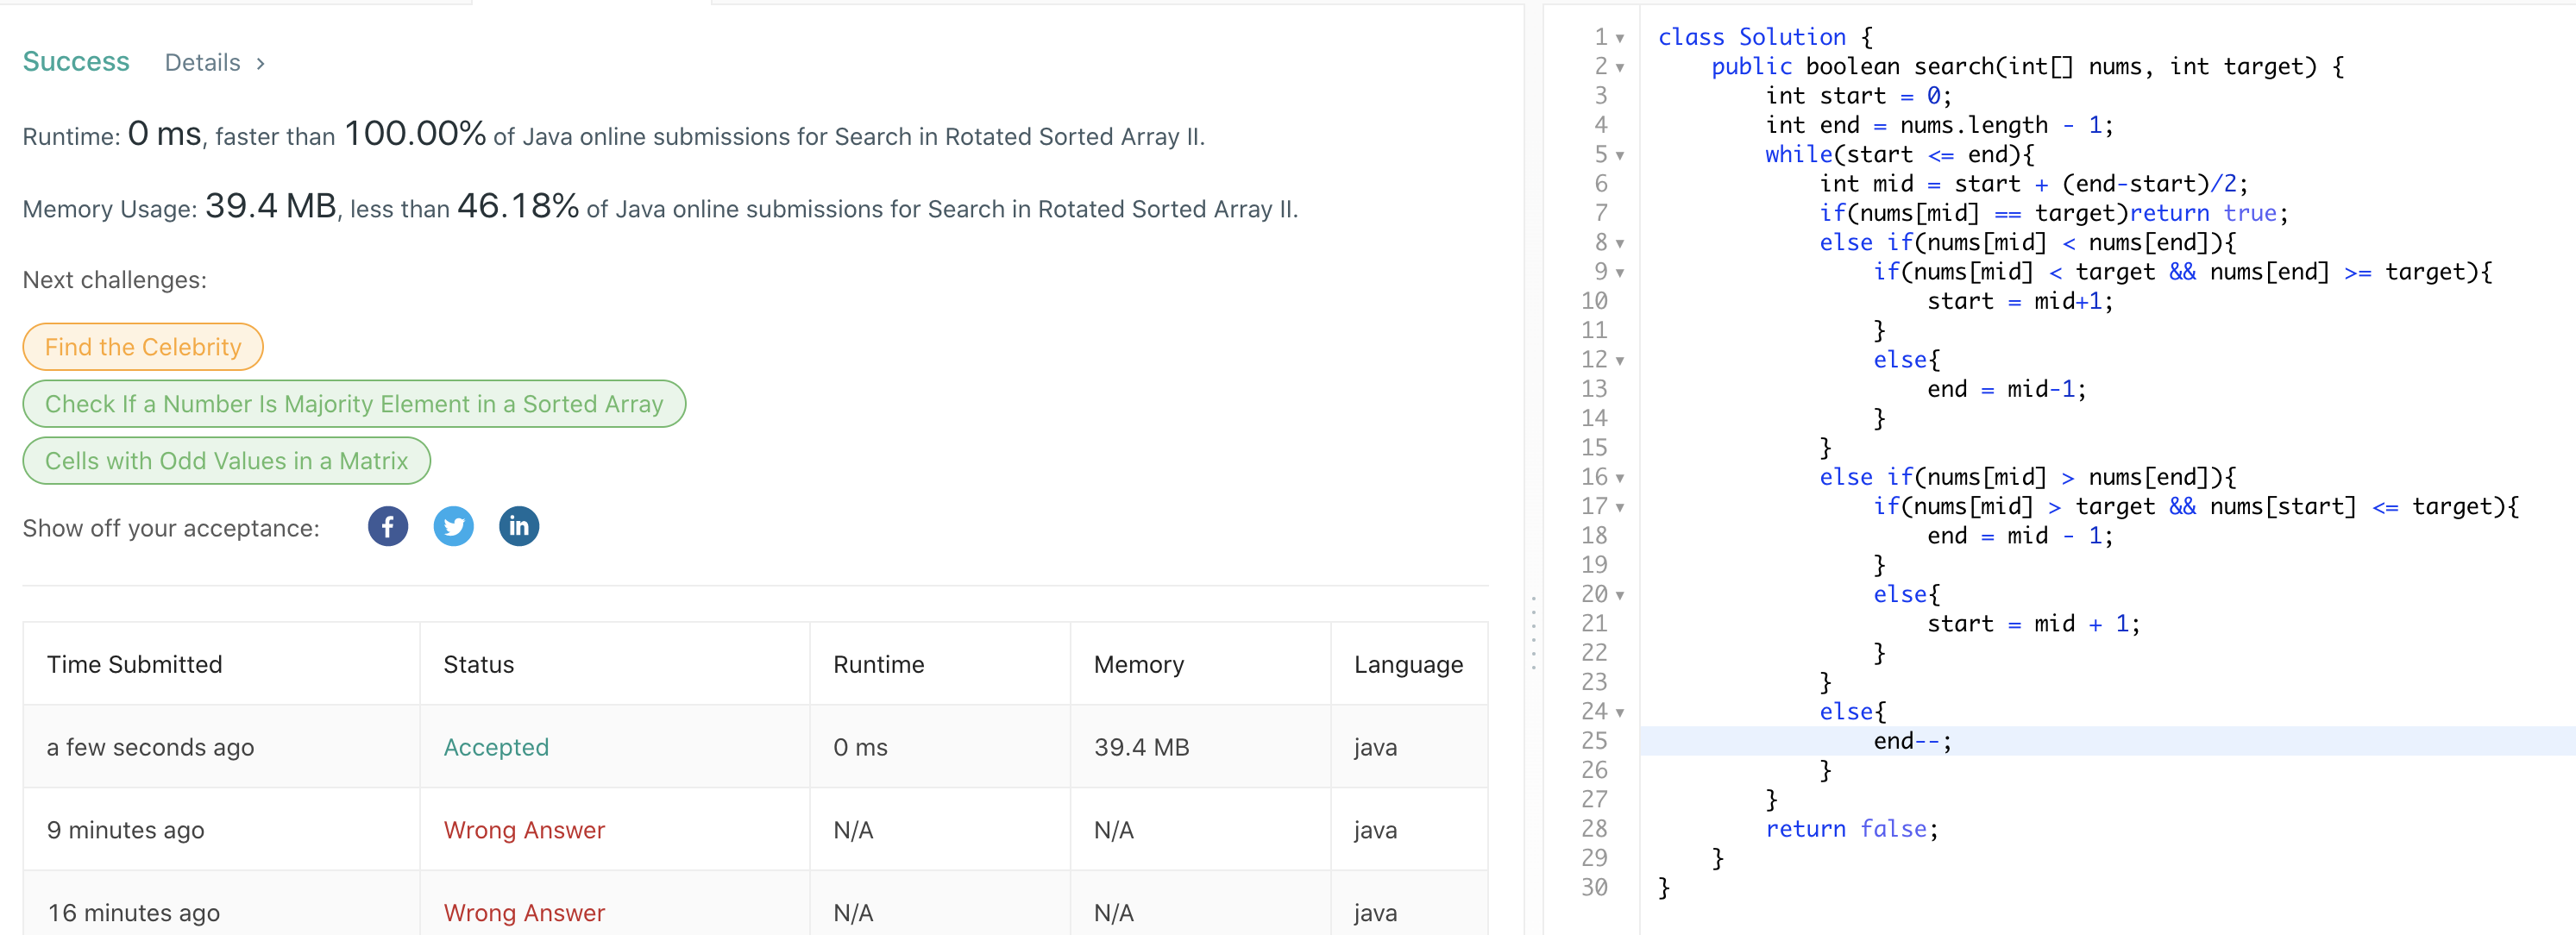 Success Details >
Runtime: 0 ms, faster than 100.00% of Java online submissions for Search in Rotated Sorted Array II.
Memory Usage: 39.4 MB, less than 46.18% of Java online submissions for Search in Rotated Sorted Array II.
Next challenges:
Find the Celebrity
Check If a Number Is Majority Element in a Sorted Array
Cells with Odd Values in a Matrix
Show off your acceptance: f in
Time Submitted Status Runtime Memory Language
a few seconds ago Accepted 0 ms 39.4 MB java
9 minutes ago Wrong Answer N/A N/A java
16 minutes ago Wrong Answer N/A N/A java
1 class Solution {
2     public boolean search(int[] nums, int target) {
3         int start = 0;
4         int end = nums.length - 1;
5         while(start <= end){
6             int mid = start + (end-start)/2;
7             if(nums[mid] == target)return true;
8             else if(nums[mid] < nums[end]){
9                 if(nums[mid] < target && nums[end] >= target){
10                     start = mid+1;
11                 }
12                 else{
13                     end = mid-1;
14                 }
15             }
16             else if(nums[mid] > nums[end]){
17                 if(nums[mid] > target && nums[start] <= target){
18                     end = mid - 1;
19                 }
20                 else{
21                     start = mid + 1;
22                 }
23             }
24             else{
25                 end--;
26             }
27         }
28         return false;
29     }
30 }